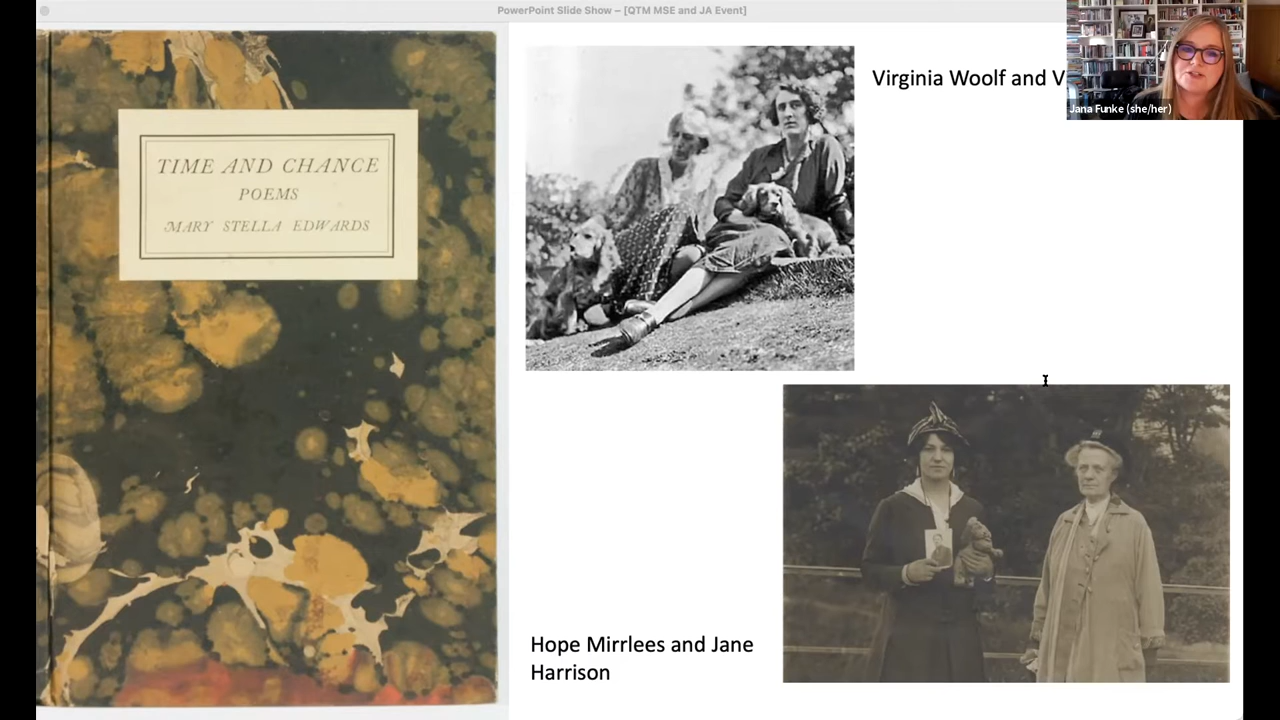 PowerPoint Slide Show – [QTM MSE and JA Event]
TIME AND CHANCE
POEMS
MARY STELLA EDWARDS
Virginia Woolf and V
Jana Funke (she/her)
Hope Mirrlees and Jane
Harrison